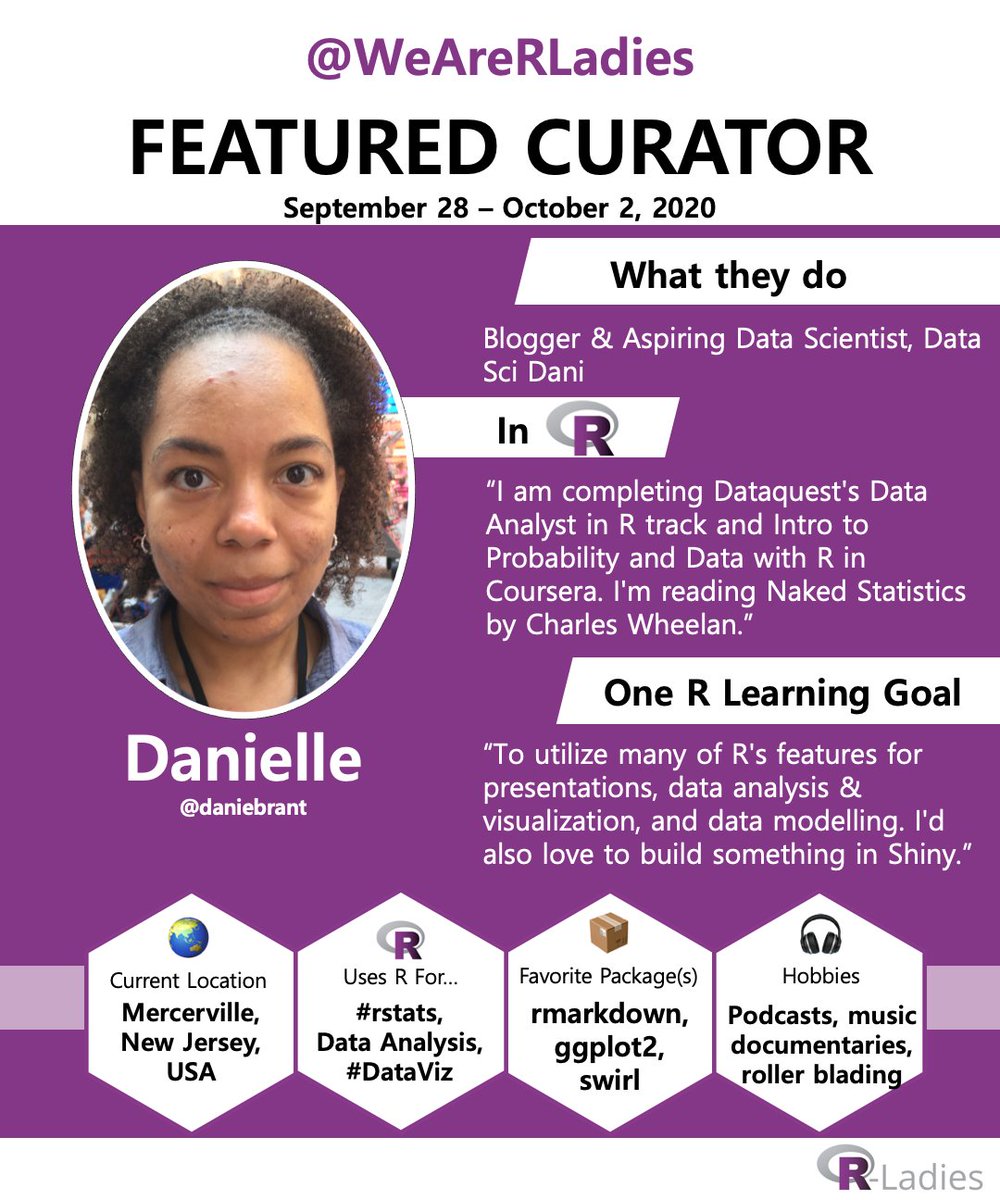 @WeAreRLadies
FEATURED CURATOR
September 28 – October 2, 2020
What they do
Blogger & Aspiring Data Scientist, Data
Sci Dani
In R
“I am completing Dataquest's Data
Analyst in R track and Intro to
Probability and Data with R in
Coursera. I'm reading Naked Statistics
by Charles Wheelan.”
One R Learning Goal
“To utilize many of R's features for
presentations, data analysis &
visualization, and data modelling. I'd
also love to build something in Shiny.”
Danielle
@daniebrant
Current Location
Mercerville,
New Jersey,
USA
R
Uses R For...
#rstats,
Data Analysis,
#DataViz
Favorite Package(s)
rmarkdown,
ggplot2,
swirl
Hobbies
Podcasts, music
documentaries,
roller blading
R-Ladies